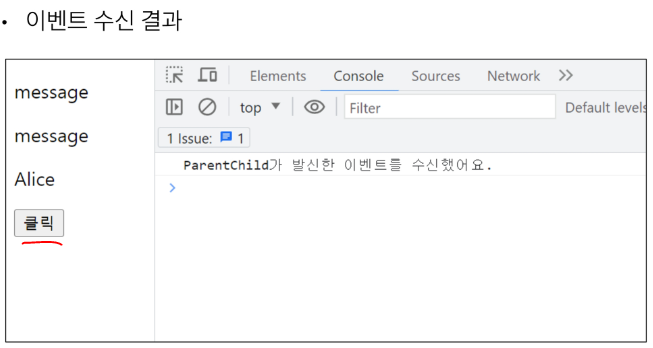 • 이벤트 수신 결과
message
message
Alice
클릭
Elements Console Sources Network
top Filter Default levels
1 Issue: 1
ParentChild가 발신한 이벤트를 수신했어요.